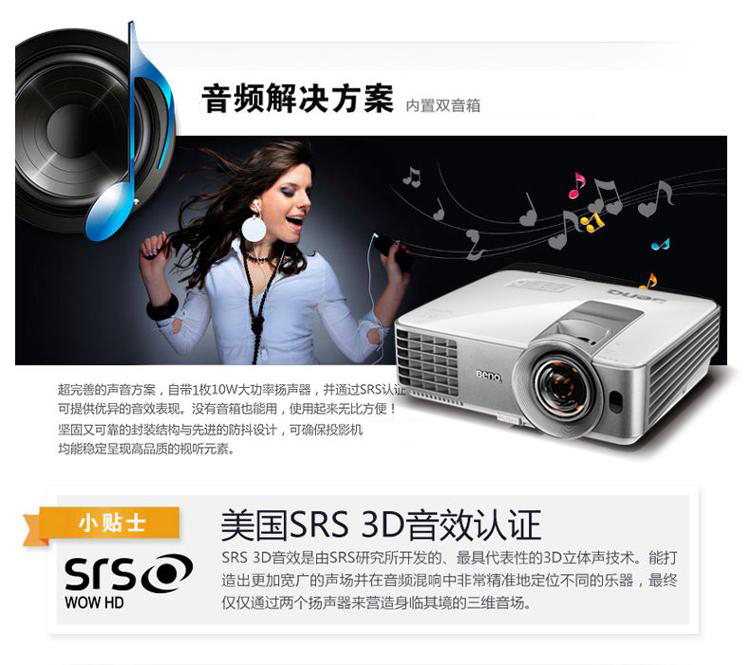 音频解决方案 内置双音箱
BenQ
BenQ
超完善的声音方案，自带1枚10W大功率扬声器，并通过SRS认证
可提供优异的音效表现。没有音箱也能用，使用起来无比方便！
坚固又可靠的封装结构与先进的防抖设计，可确保投影机
均能稳定呈现高品质的视听元素。
小贴士
SRS
WOW HD
美国SRS 3D音效认证
SRS 3D音效是由SRS研究所开发的、最具代表性的3D立体声技术。能打
造出更加宽广的声场并在音频混响中非常精准地定位不同的乐器，最终
仅仅通过两个扬声器来营造身临其境的三维音场。